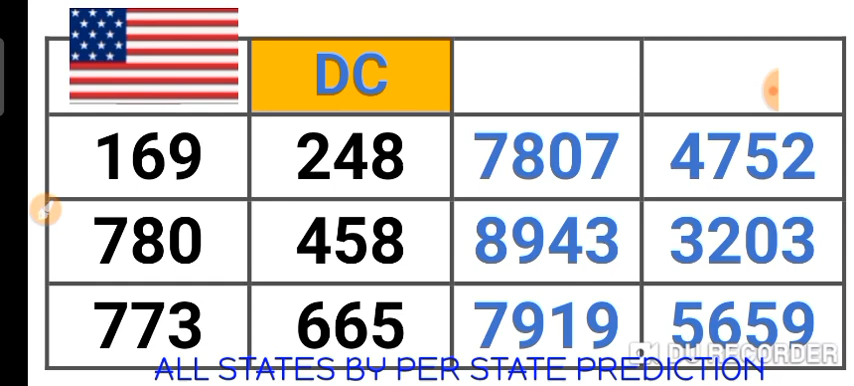 DC
169 248 7807 4752
780 458 8943 3203
773 665 7919 5659
DU RECORDER
ALL STATES BY PER STATE PREDICTION